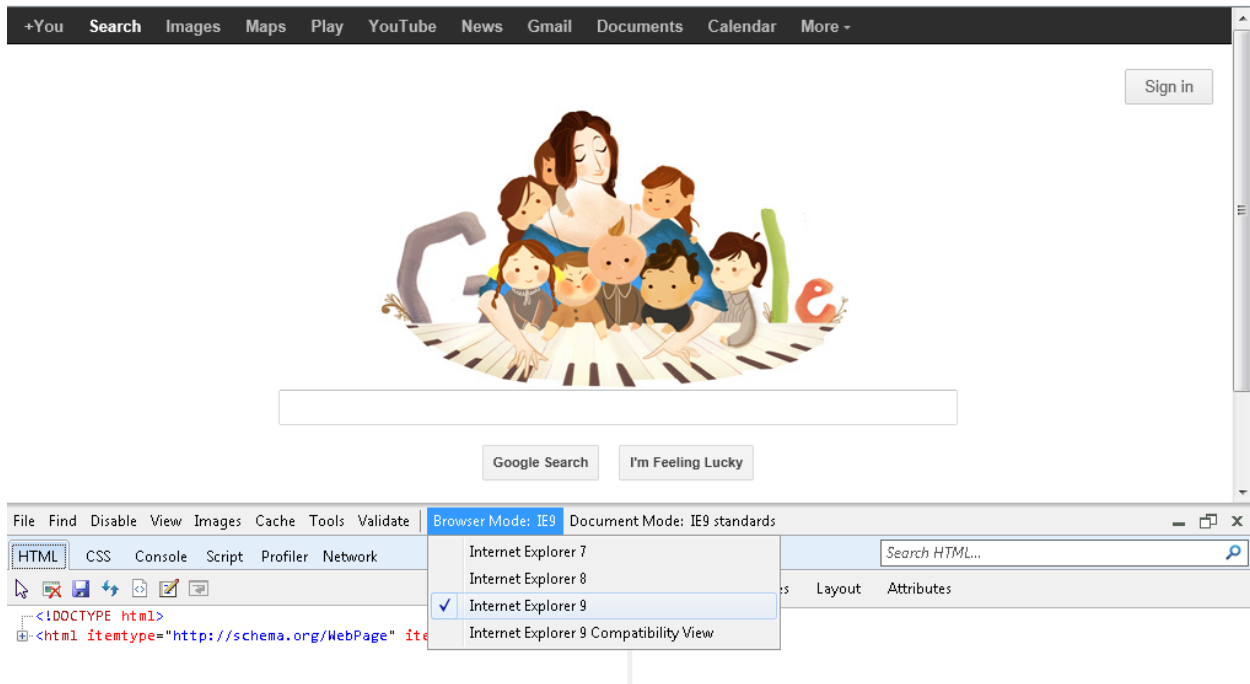 +You Search Images Maps Play YouTube News Gmail Documents Calendar More
Sign in
G le
Google Search I'm Feeling Lucky
File Find Disable View Images Cache Tools Validate Browser Mode: IE9 Document Mode: IE9 standards
HTML CSS Console Script Profiler Network Search HTML...
Internet Explorer 7
Internet Explorer 8
Layout Attributes
Internet Explorer 9
<!DOCTYPE html>
<html itemtype="http://schema.org/WebPage" ite
Internet Explorer 9 Compatibility View